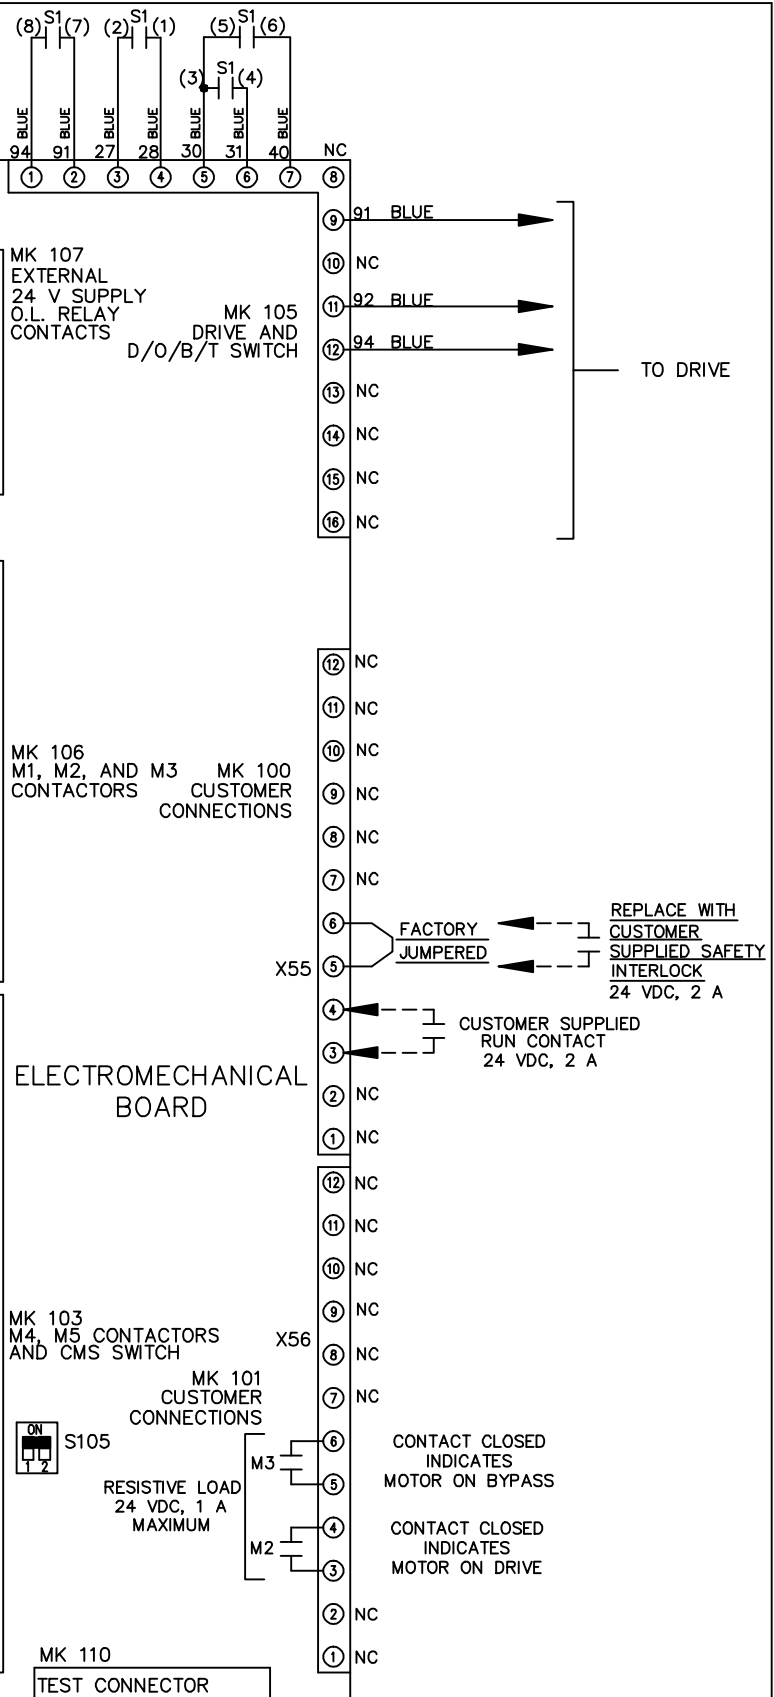 S1 S1 S1
(8) (7) (2) (1) (5) (6)
S1
(3) (4)
BLUE BLUE BLUE BLUE BLUE BLUE
94 91 27 28 30 31 40 NC
1 2 3 4 5 6 7 8
9 91 BLUE
MK 107
EXTERNAL
24 V SUPPLY
O.L. RELAY
CONTACTS
10 NC
MK 105
DRIVE AND
D/O/B/T SWITCH
11 92 BLUE
12 94 BLUE
TO DRIVE
13 NC
14 NC
15 NC
16 NC
12 NC
11 NC
MK 106
M1, M2, AND M3
CONTACTORS
MK 100
CUSTOMER
CONNECTIONS
10 NC
9 NC
8 NC
7 NC
6
FACTORY
JUMPERED
REPLACE WITH
CUSTOMER
SUPPLIED SAFETY
INTERLOCK
24 VDC, 2 A
X55 5
4
CUSTOMER SUPPLIED
RUN CONTACT
24 VDC, 2 A
3
ELECTROMECHANICAL
BOARD
2 NC
1 NC
12 NC
11 NC
10 NC
9 NC
MK 103
M4, M5 CONTACTORS
AND CMS SWITCH
X56
8 NC
MK 101
CUSTOMER
CONNECTIONS
7 NC
ON
1 2
S105
6
M3
5
CONTACT CLOSED
INDICATES
MOTOR ON BYPASS
RESISTIVE LOAD
24 VDC, 1 A
MAXIMUM
4
M2
3
CONTACT CLOSED
INDICATES
MOTOR ON DRIVE
2 NC
1 NC
MK 110
TEST CONNECTOR